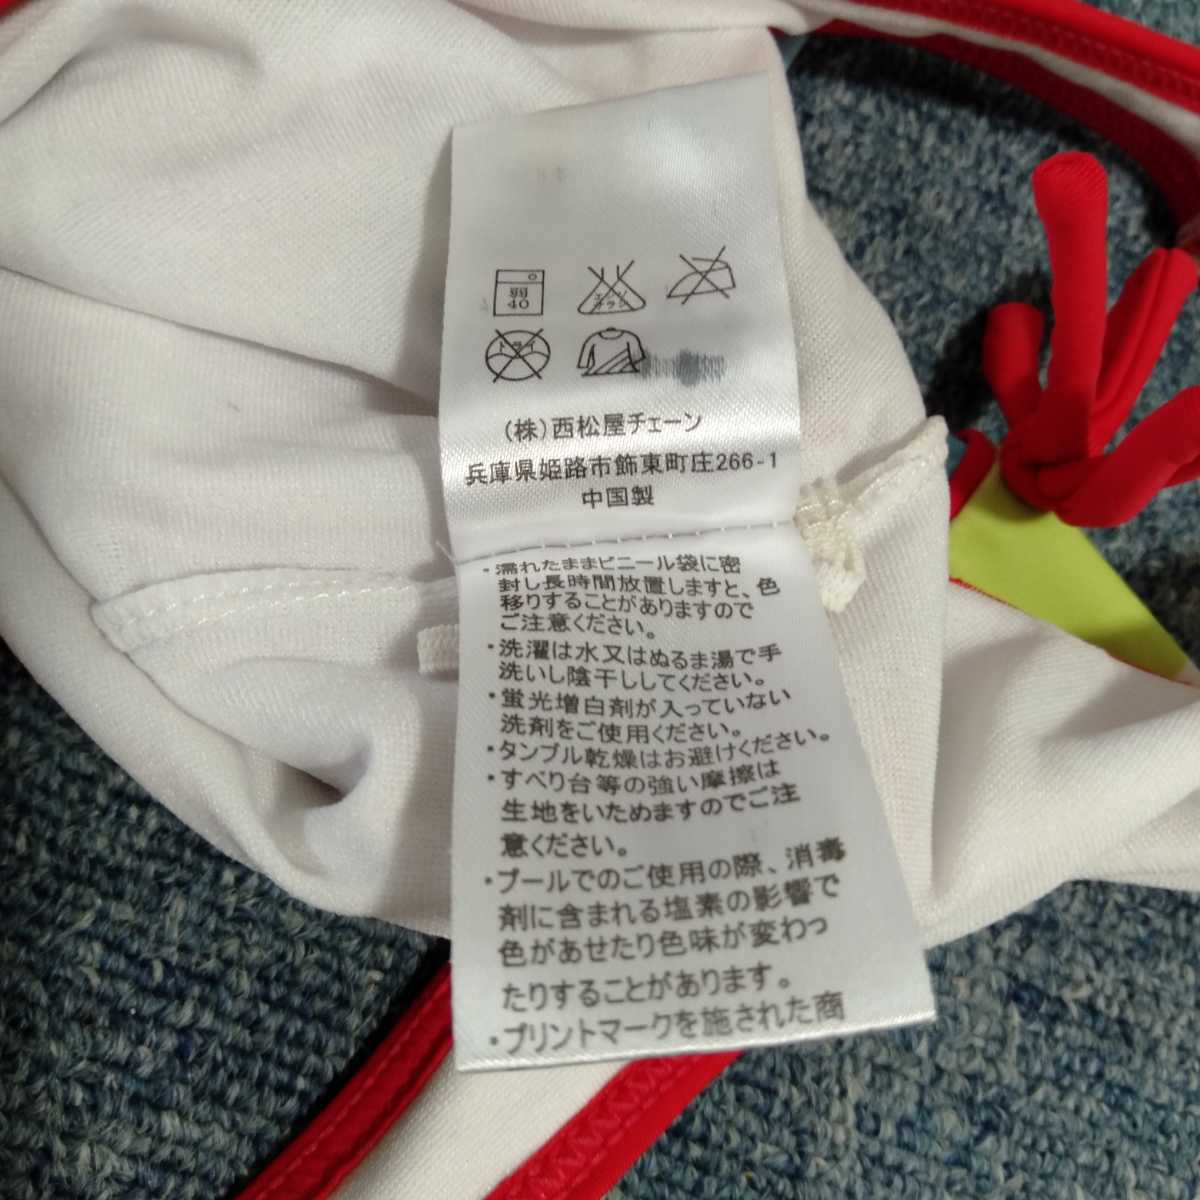 弱
40
エンソ
サラシ
ドライ
(株)西松屋チェーン
兵庫県姫路市飾東町庄266-1
中国製
・濡れたままビニール袋に密
封し長時間放置しますと、色
移りすることがありますので
ご注意ください。
・洗濯は水又はぬるま湯で手
洗いし陰干ししてください。
・蛍光増白剤が入っていない
洗剤をご使用ください。
・タンブル乾燥はお避けください。
・すべり台等の強い摩擦は
生地をいためますのでご注
意ください。
・プールでのご使用の際、消毒
剤に含まれる塩素の影響で
色があせたり色味が変わっ
たりすることがあります。
・プリントマークを施された商